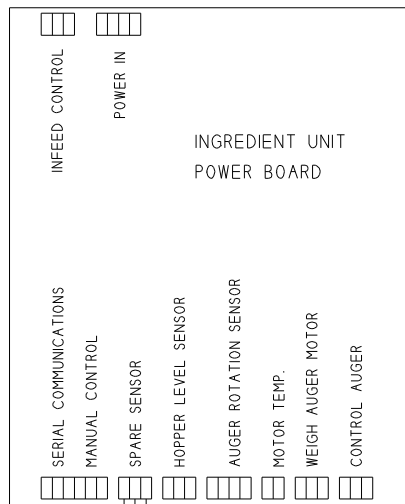 INFEED CONTROL
POWER IN
INGREDIENT UNIT
POWER BOARD
SERIAL COMMUNICATIONS
MANUAL CONTROL
SPARE SENSOR
HOPPER LEVEL SENSOR
AUGER ROTATION SENSOR
MOTOR TEMP.
WEIGH AUGER MOTOR
CONTROL AUGER